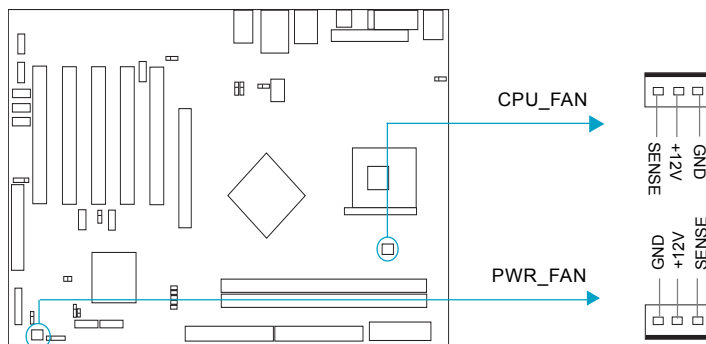 CPU_FAN
SENSE
+12V
GND
PWR_FAN
GND
+12V
SENSE